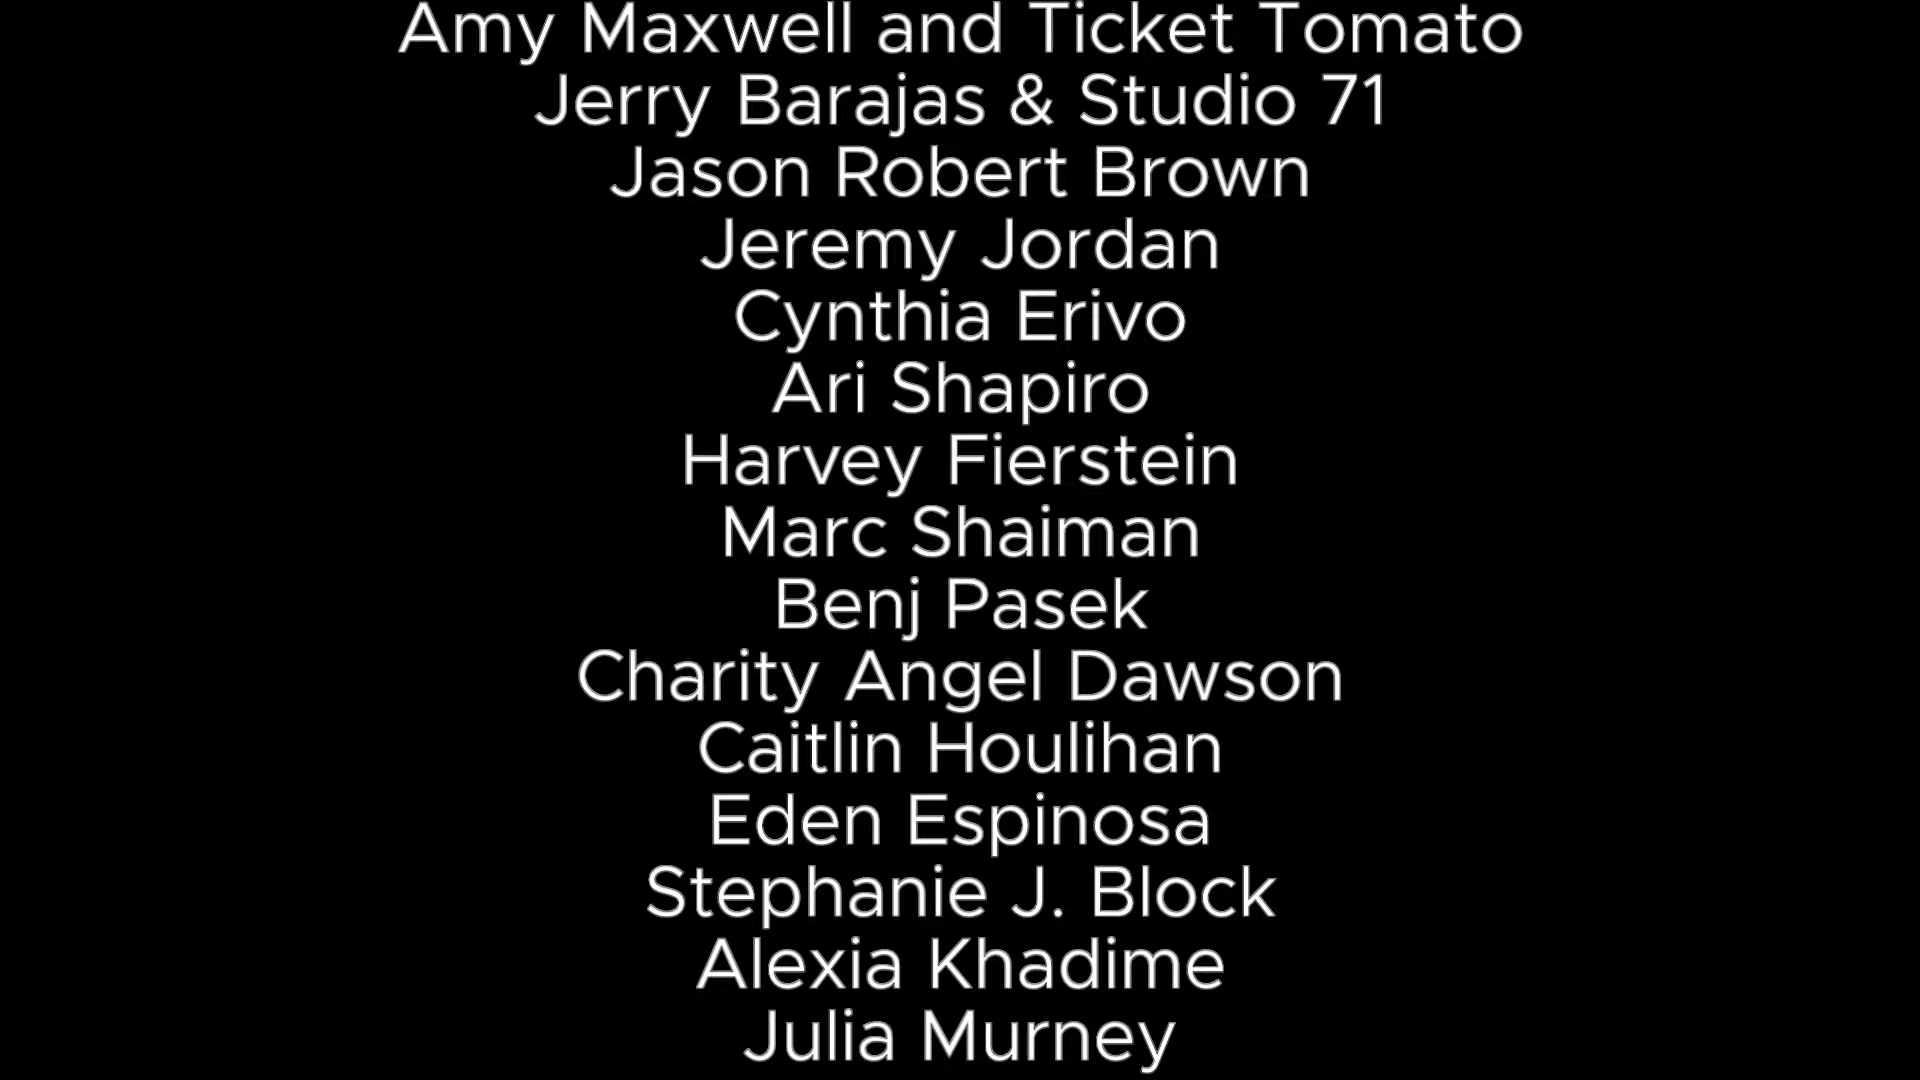 Amy Maxwell and Ticket Tomato
Jerry Barajas & Studio 71
Jason Robert Brown
Jeremy Jordan
Cynthia Erivo
Ari Shapiro
Harvey Fierstein
Marc Shaiman
Benj Pasek
Charity Angel Dawson
Caitlin Houlihan
Eden Espinosa
Stephanie J. Block
Alexia Khadime
Julia Murney